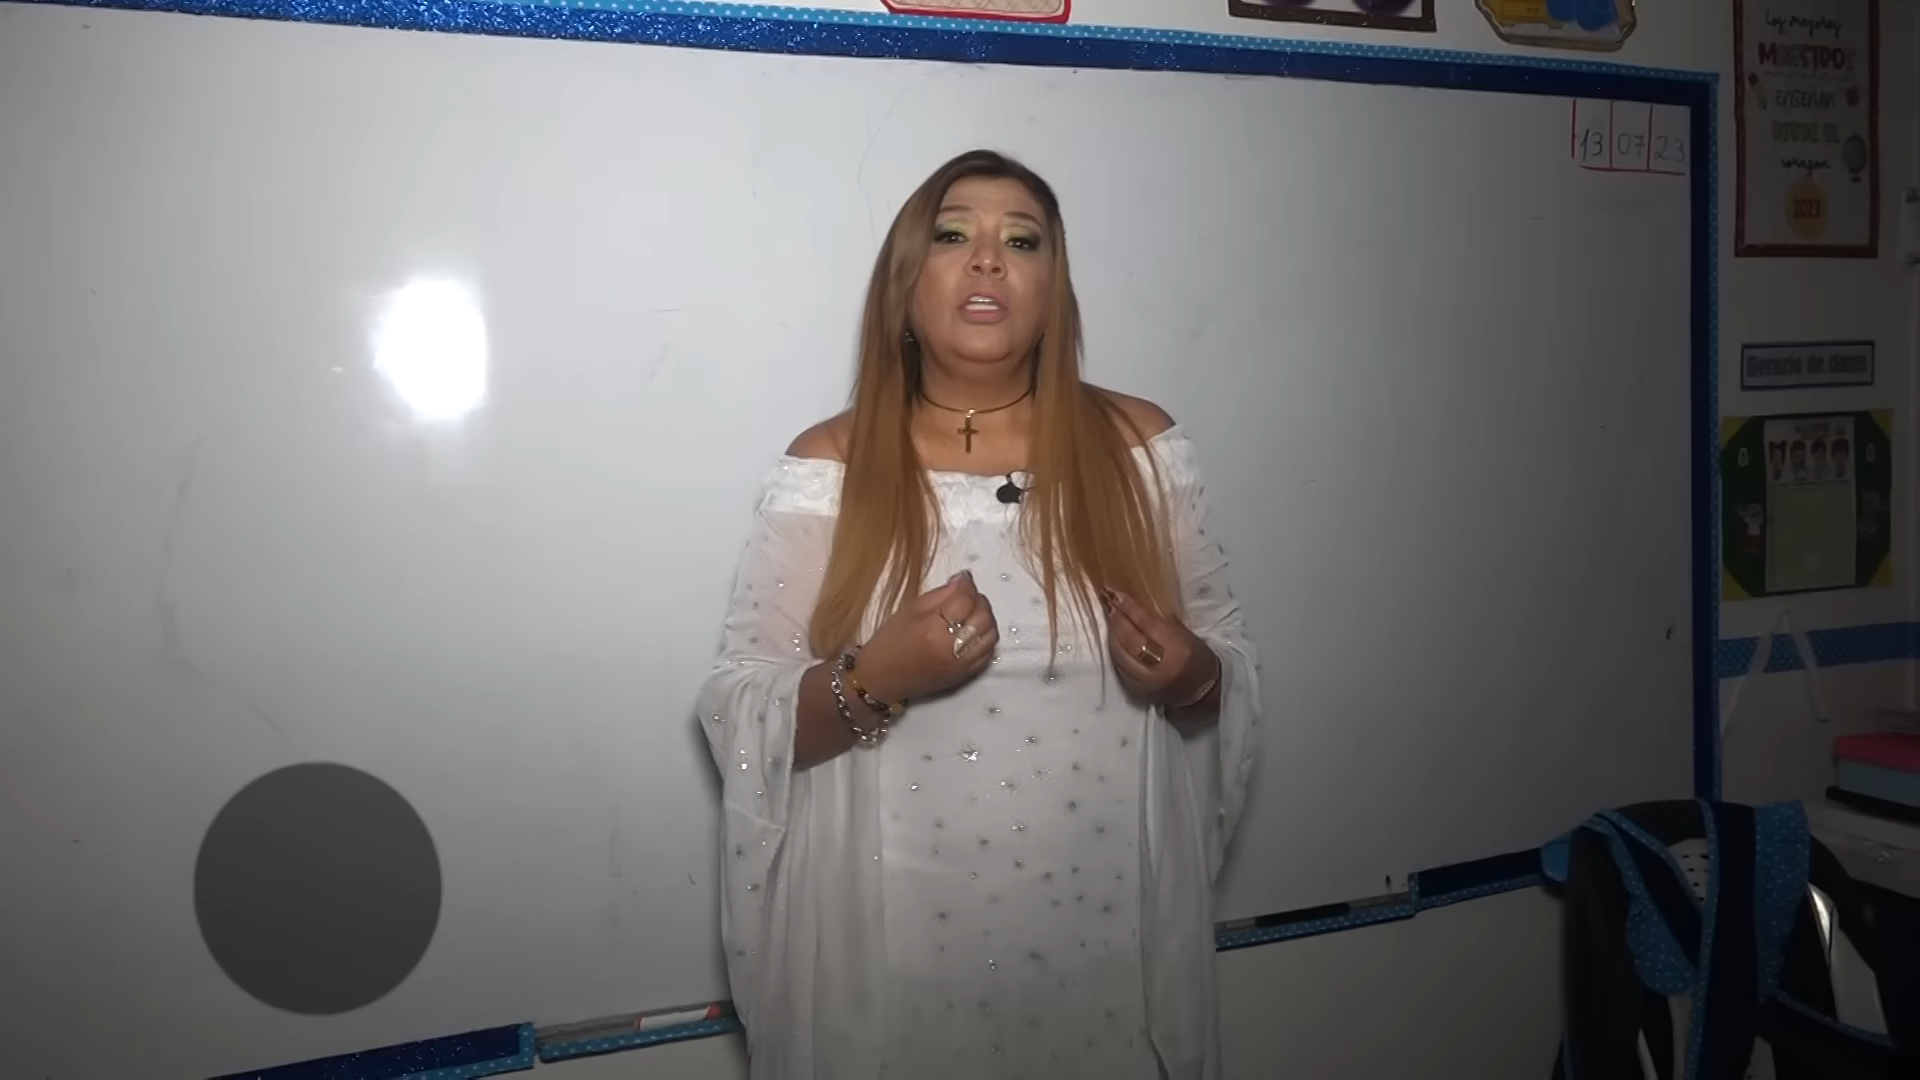 13 07 23
Los mejores
MAESTROS
ENSEÑAN
DESDE EL
corazón
2023
Horario de clases